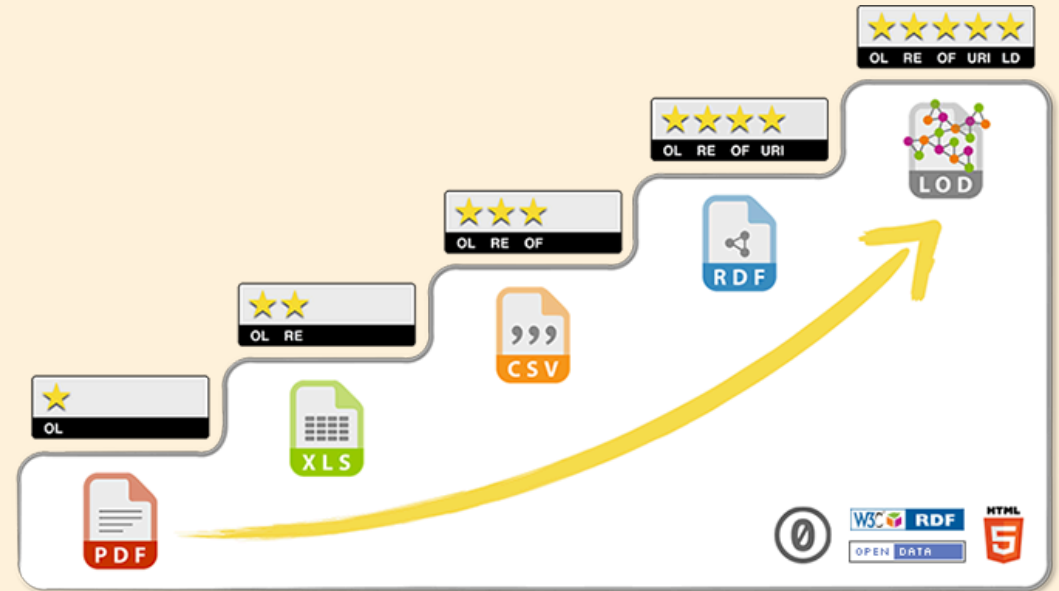 OL RE OF URI LD
LOD
OL RE OF URI
RDF
OL RE OF
CSV
OL RE
XLS
OL
PDF
0
W3C RDF
OPEN DATA
HTML
5